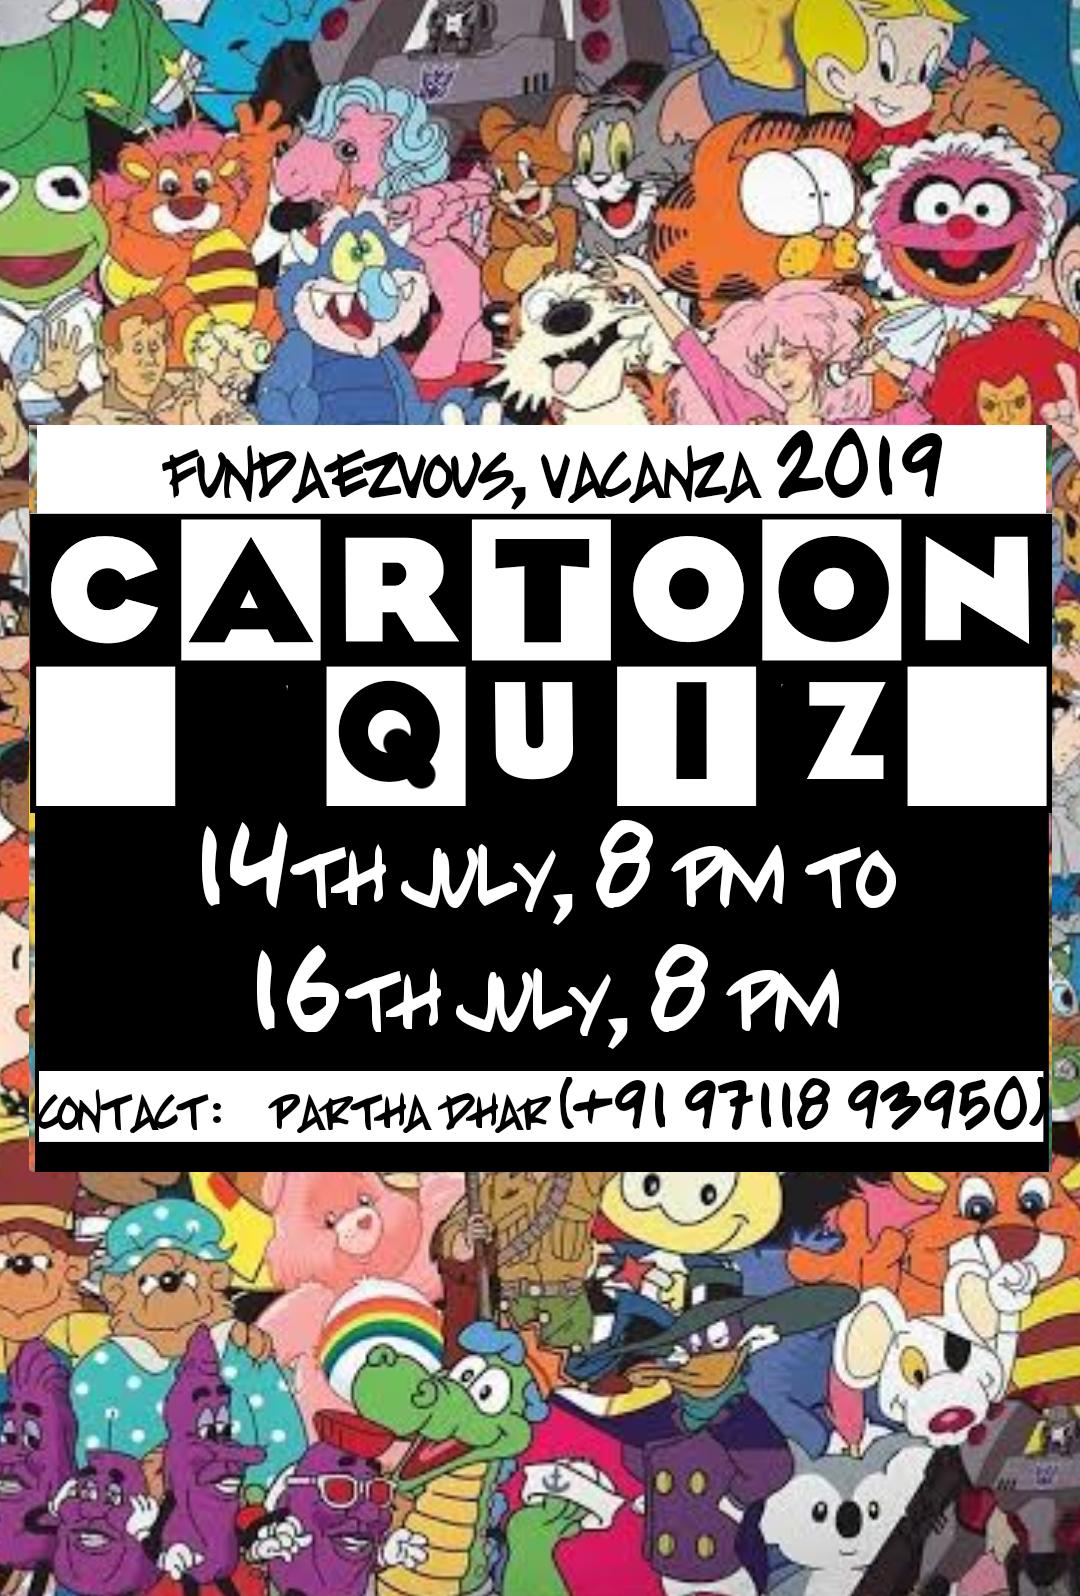 FUNDAEZVOUS, VACANZA 2019
CARTOON
QUIZ
14TH JULY, 8 PM TO
16TH JULY, 8 PM
CONTACT: PARTHA DHAR (+91 97118 93950)